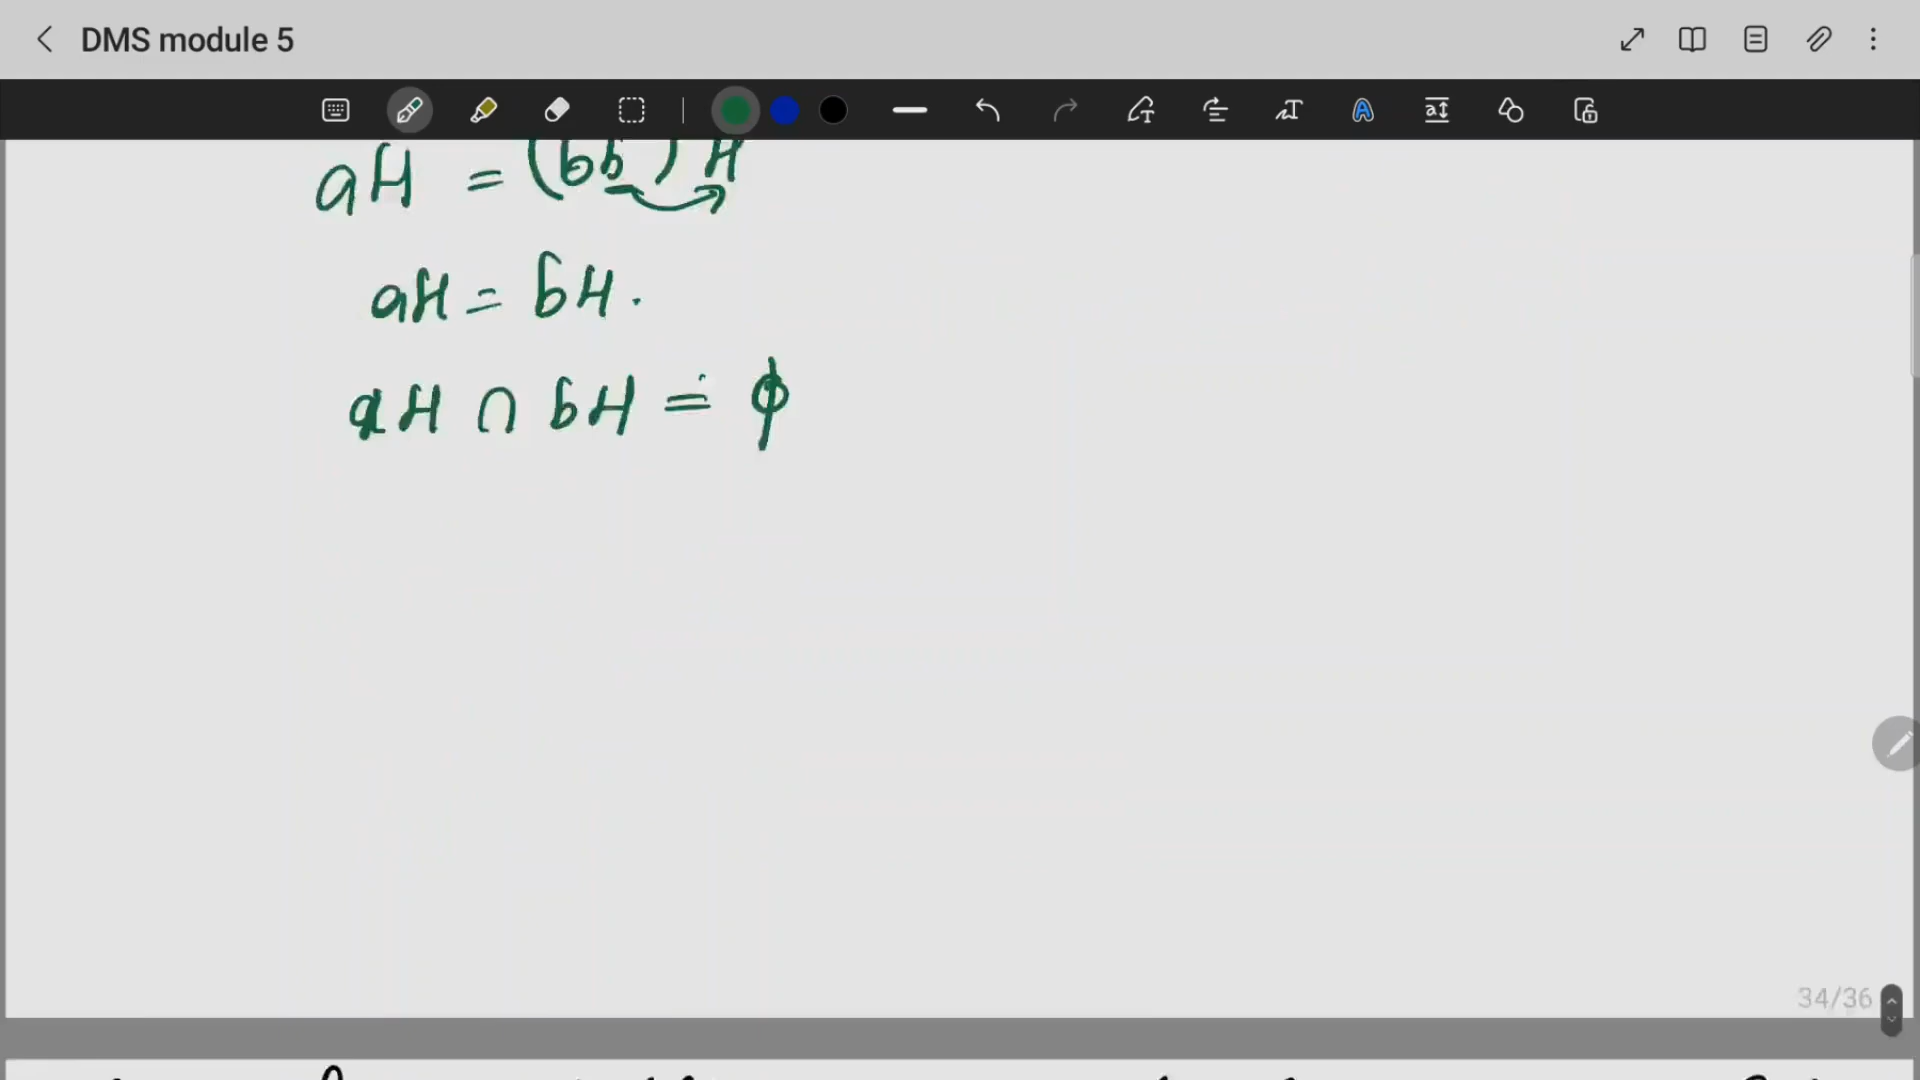 DMS module 5
aH = (bb )H
aH = bH.
aH ∩ bH = ϕ
34/36